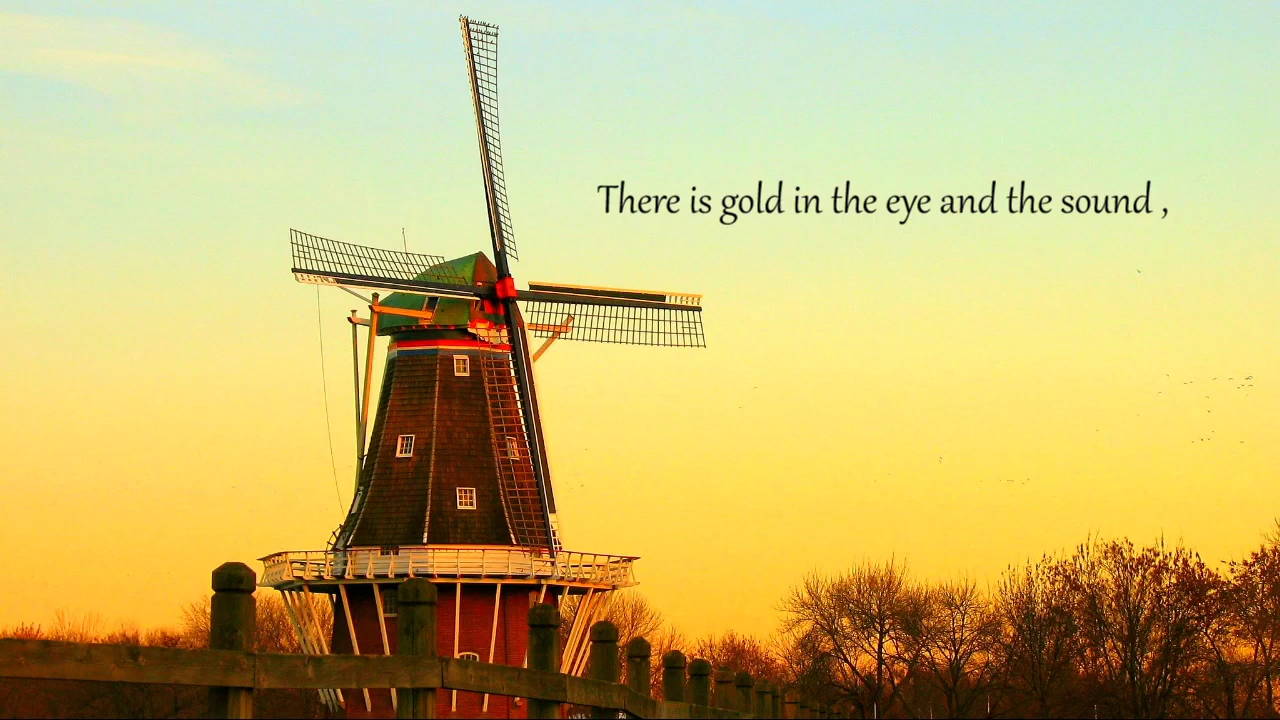 There is gold in the eye and the sound ,